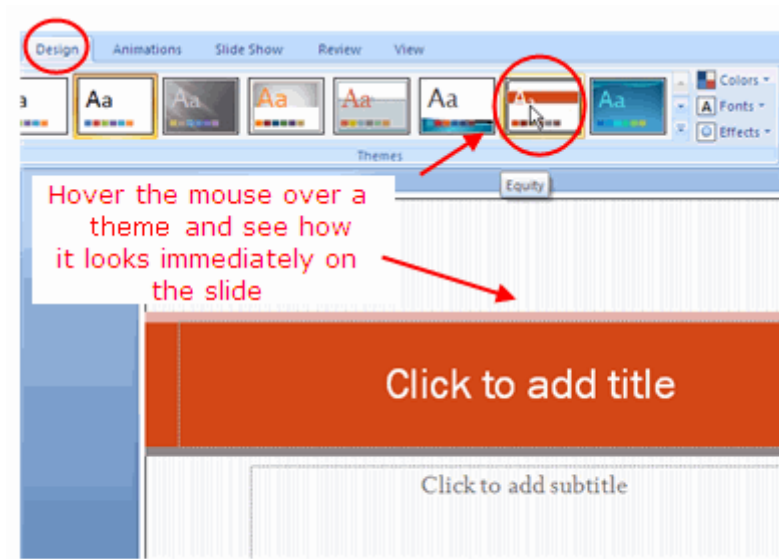 Design Animations Slide Show Review View
Aa Aa Aa Aa Aa Aa Colors
Fonts
Effects
Themes
Equity
Hover the mouse over a
theme and see how
it looks immediately on
the slide
Click to add title
Click to add subtitle